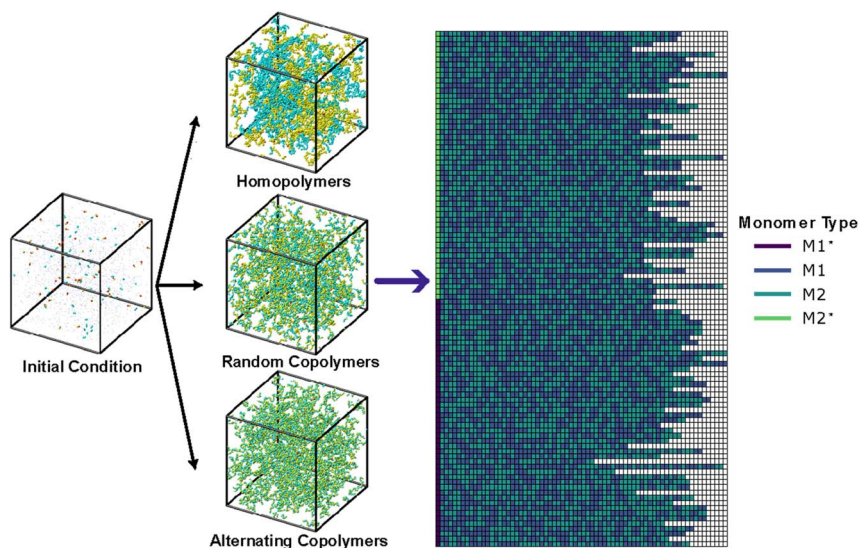 Homopolymers
Initial Condition
Random Copolymers
Alternating Copolymers
Monomer Type
M1*
M1
M2
M2*